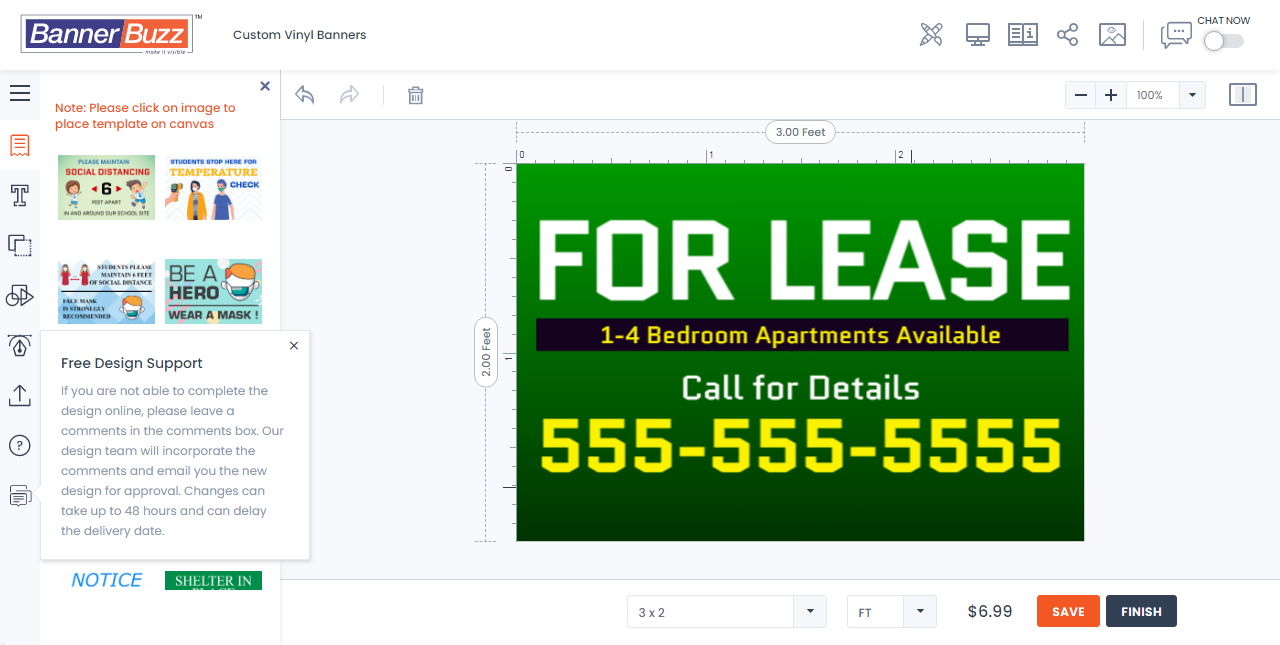 BannerBuzz TM
make it visible
Custom Vinyl Banners
CHAT NOW
Note: Please click on image to
place template on canvas
PLEASE MAINTAIN
SOCIAL DISTANCING
6
FEET APART
IN AND AROUND OUR SCHOOL SITE
STUDENTS STOP HERE FOR
TEMPERATURE
CHECK
STUDENTS PLEASE
MAINTAIN 6 FEET
OF SOCIAL DISTANCE
FACE MASK
IS STRONLGLY
RECOMMENDED
BE A
HERO
WEAR A MASK !
Free Design Support
If you are not able to complete the
design online, please leave a
comments in the comments box. Our
design team will incorporate the
comments and email you the new
design for approval. Changes can
take up to 48 hours and can delay
the delivery date.
NOTICE
SHELTER IN
PLACE
100%
3.00 Feet
0 1 2
0
1
2.00 Feet
FOR LEASE
1-4 Bedroom Apartments Available
Call for Details
555-555-5555
3 x 2
FT
$6.99
SAVE
FINISH